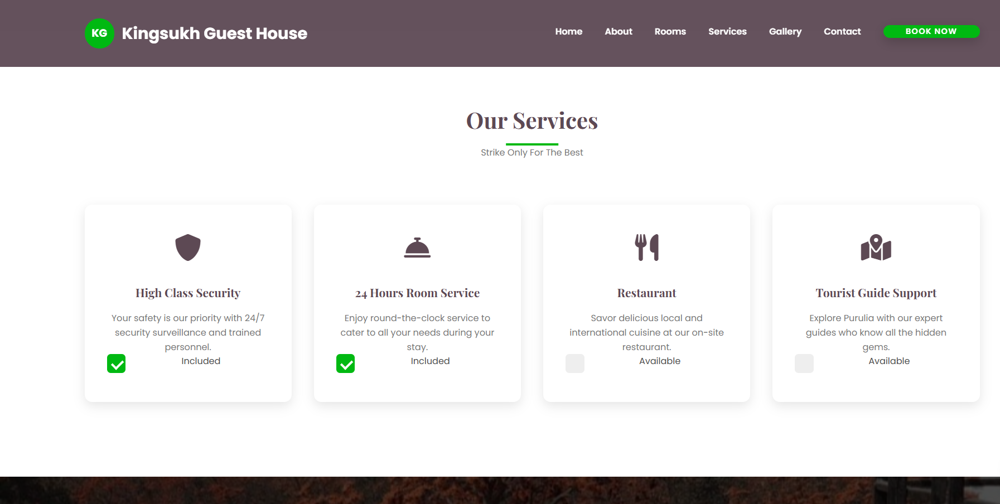 KG Kingsukh Guest House
Home About Rooms Services Gallery Contact BOOK NOW
Our Services
Strike Only For The Best
High Class Security
Your safety is our priority with 24/7
security surveillance and trained
personnel.
Included
24 Hours Room Service
Enjoy round-the-clock service to
cater to all your needs during your
stay.
Included
Restaurant
Savor delicious local and
international cuisine at our on-site
restaurant.
Available
Tourist Guide Support
Explore Purulia with our expert
guides who know all the hidden
gems.
Available